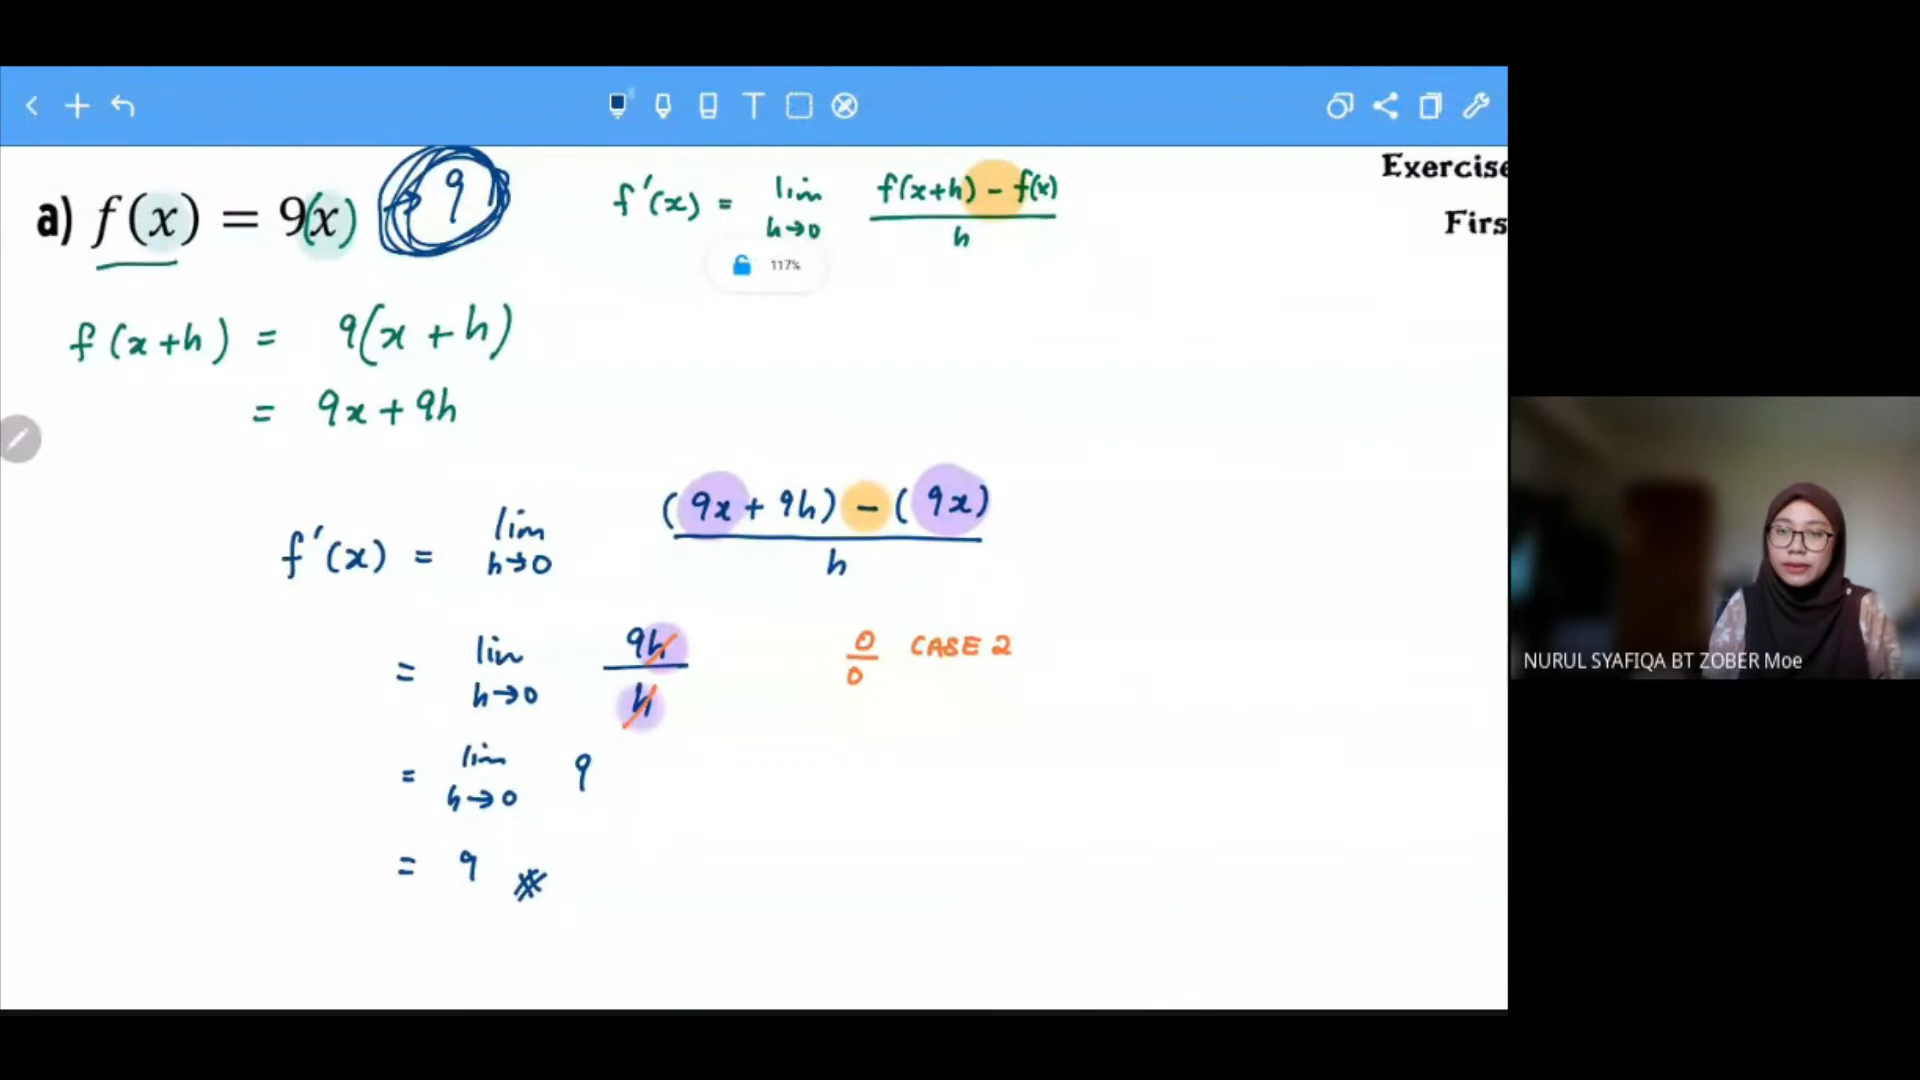 a) f(x) = 9(x) → 9
f'(x) = lim h→0 f(x+h) - f(x) / h
Exercise
Firs
117%
f(x+h) = 9(x+h)
= 9x+9h
f'(x) = lim h→0 (9x+9h) - (9x) / h
= lim h→0 9h / h
0 / 0 CASE 2
= lim h→0 9
= 9
NURUL SYAFIQA BT ZOBER Moe